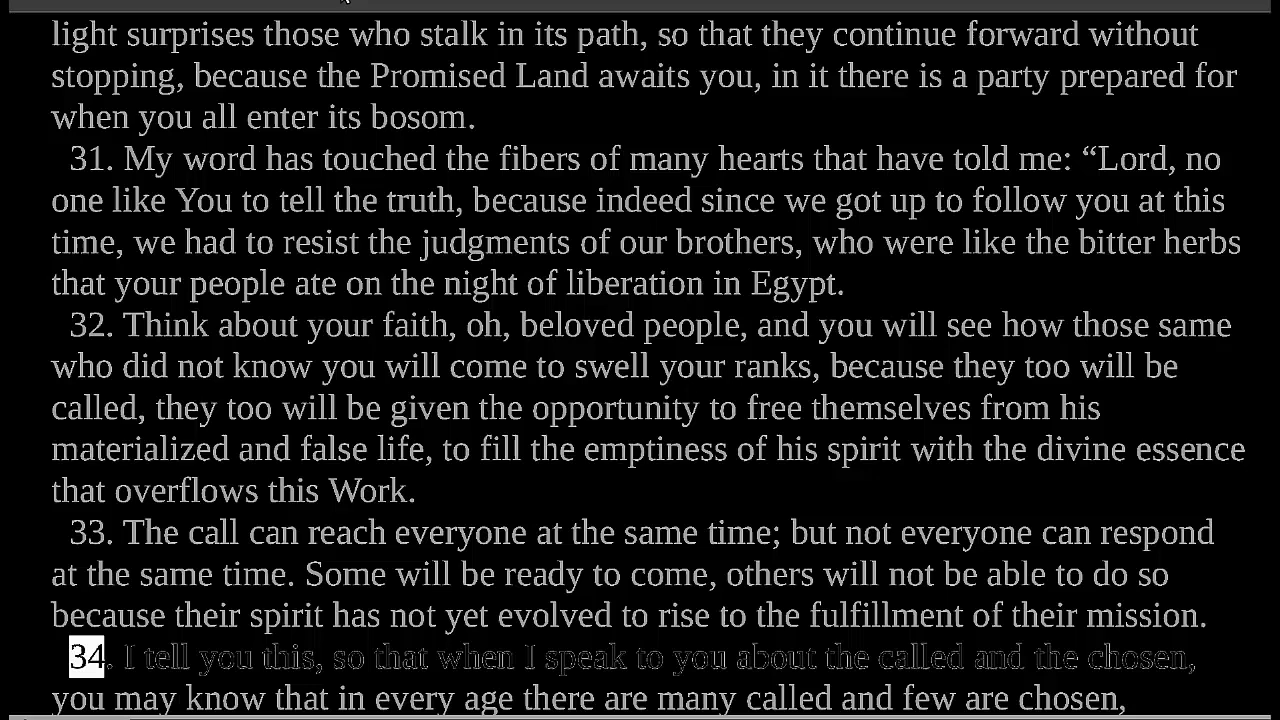 light surprises those who stalk in its path, so that they continue forward without
stopping, because the Promised Land awaits you, in it there is a party prepared for
when you all enter its bosom.
31. My word has touched the fibers of many hearts that have told me: “Lord, no
one like You to tell the truth, because indeed since we got up to follow you at this
time, we had to resist the judgments of our brothers, who were like the bitter herbs
that your people ate on the night of liberation in Egypt.
32. Think about your faith, oh, beloved people, and you will see how those same
who did not know you will come to swell your ranks, because they too will be
called, they too will be given the opportunity to free themselves from his
materialized and false life, to fill the emptiness of his spirit with the divine essence
that overflows this Work.
33. The call can reach everyone at the same time; but not everyone can respond
at the same time. Some will be ready to come, others will not be able to do so
because their spirit has not yet evolved to rise to the fulfillment of their mission.
34. I tell you this, so that when I speak to you about the called and the chosen,
you may know that in every age there are many called and few are chosen,